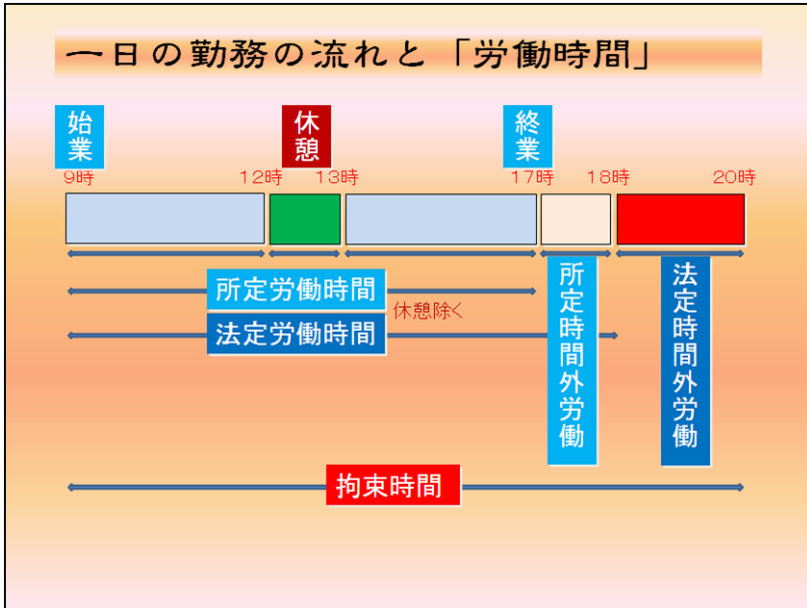 一日の勤務の流れと「労働時間」
始業
休憩
終業
9時
12時
13時
17時
18時
20時
所定労働時間
休憩除く
法定労働時間
所定時間外労働
法定時間外労働
拘束時間